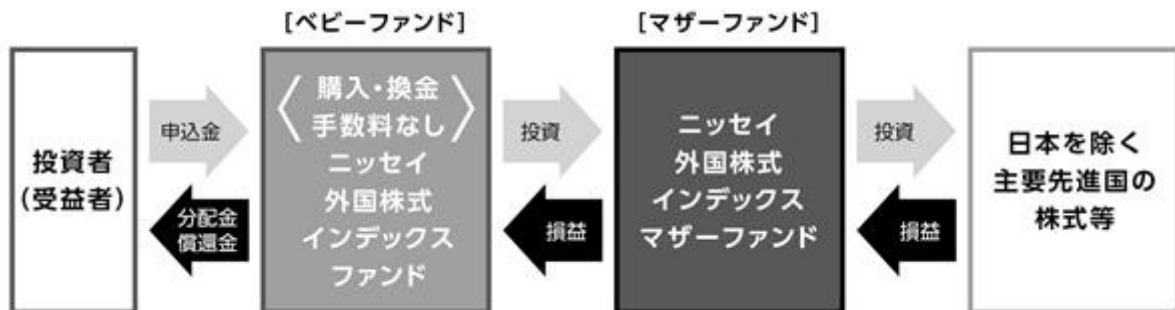 [ベビーファンド]
[マザーファンド]
投資者
(受益者)
申込金
分配金
償還金
〈購入・換金
手数料なし〉
ニッセイ
外国株式
インデックス
ファンド
投資
損益
ニッセイ
外国株式
インデックス
マザーファンド
投資
損益
日本を除く
主要先進国の
株式等